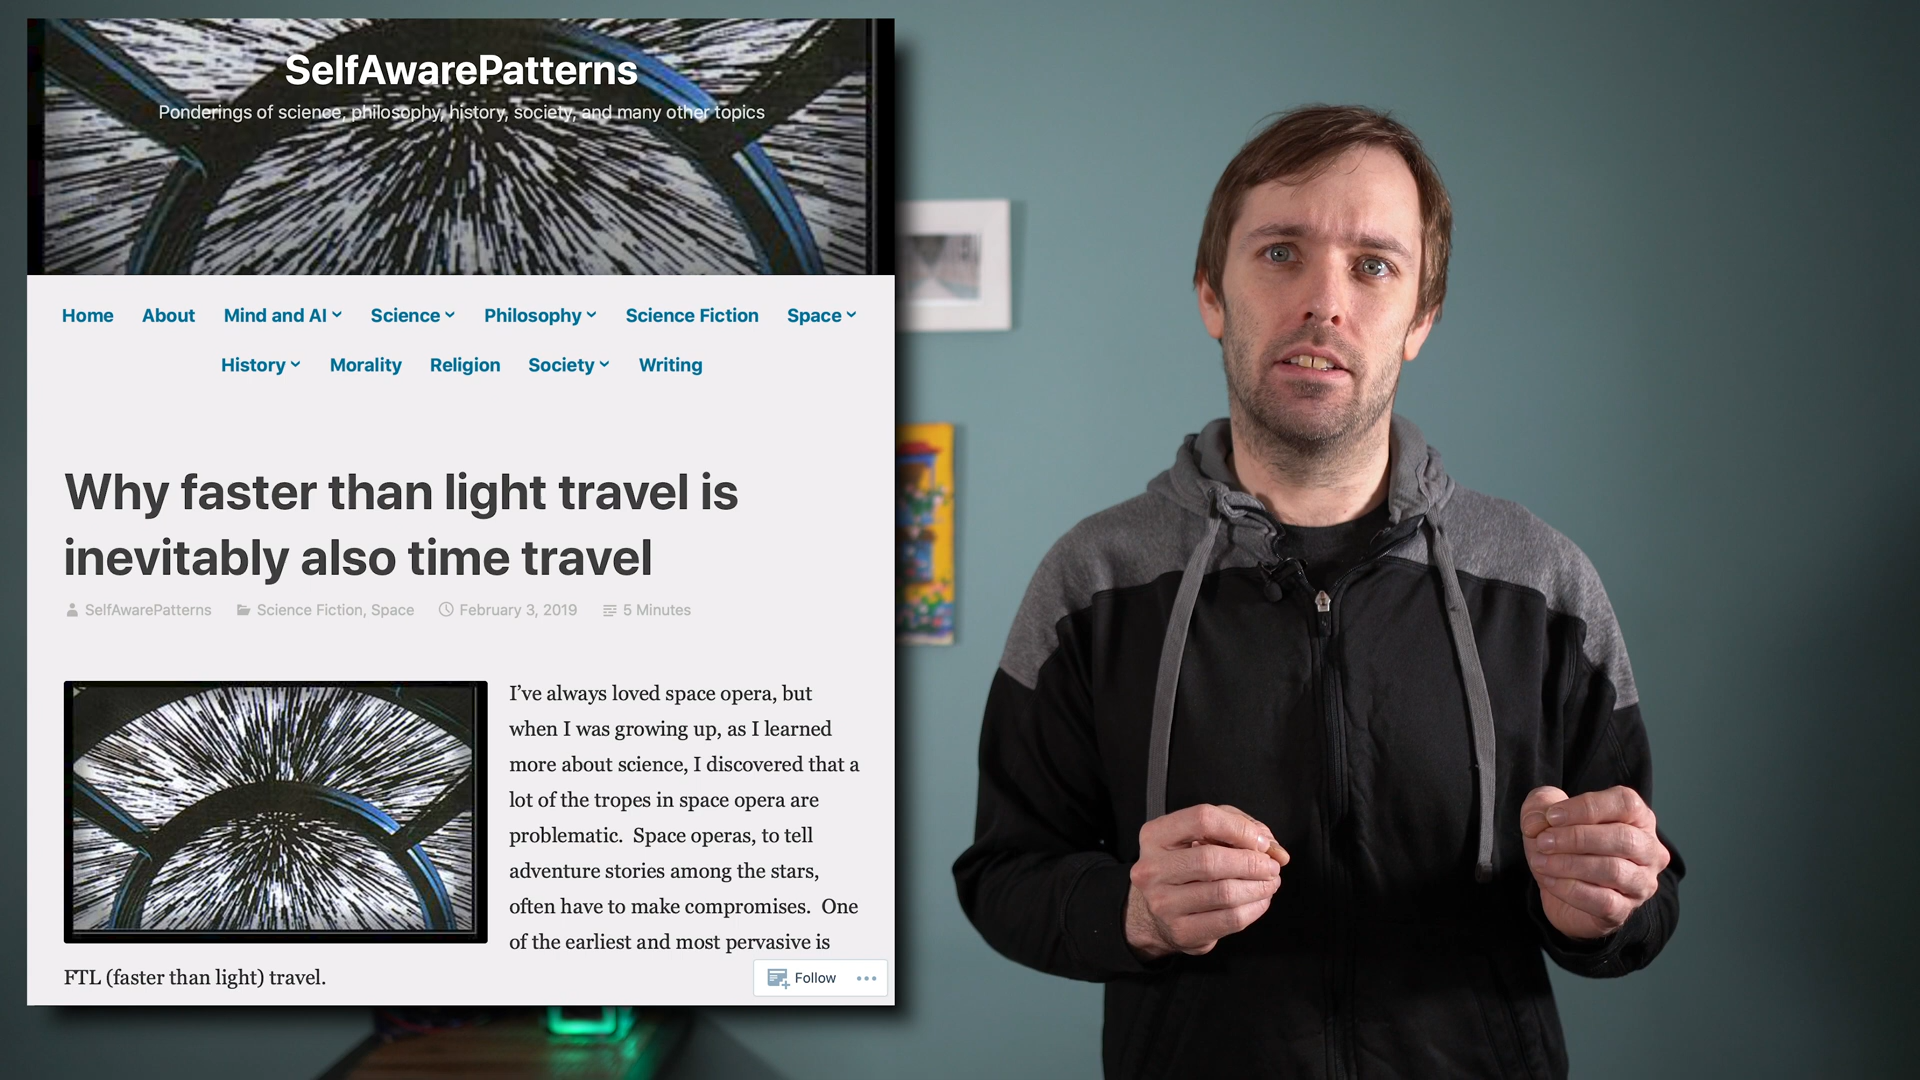 SelfAwarePatterns
Ponderings of science, philosophy, history, society, and many other topics
Home About Mind and AI Science Philosophy Science Fiction Space
History Morality Religion Society Writing
Why faster than light travel is
inevitably also time travel
SelfAwarePatterns Science Fiction, Space February 3, 2019 5 Minutes
I’ve always loved space opera, but
when I was growing up, as I learned
more about science, I discovered that a
lot of the tropes in space opera are
problematic.  Space operas, to tell
adventure stories among the stars,
often have to make compromises.  One
of the earliest and most pervasive is
FTL (faster than light) travel.
Follow